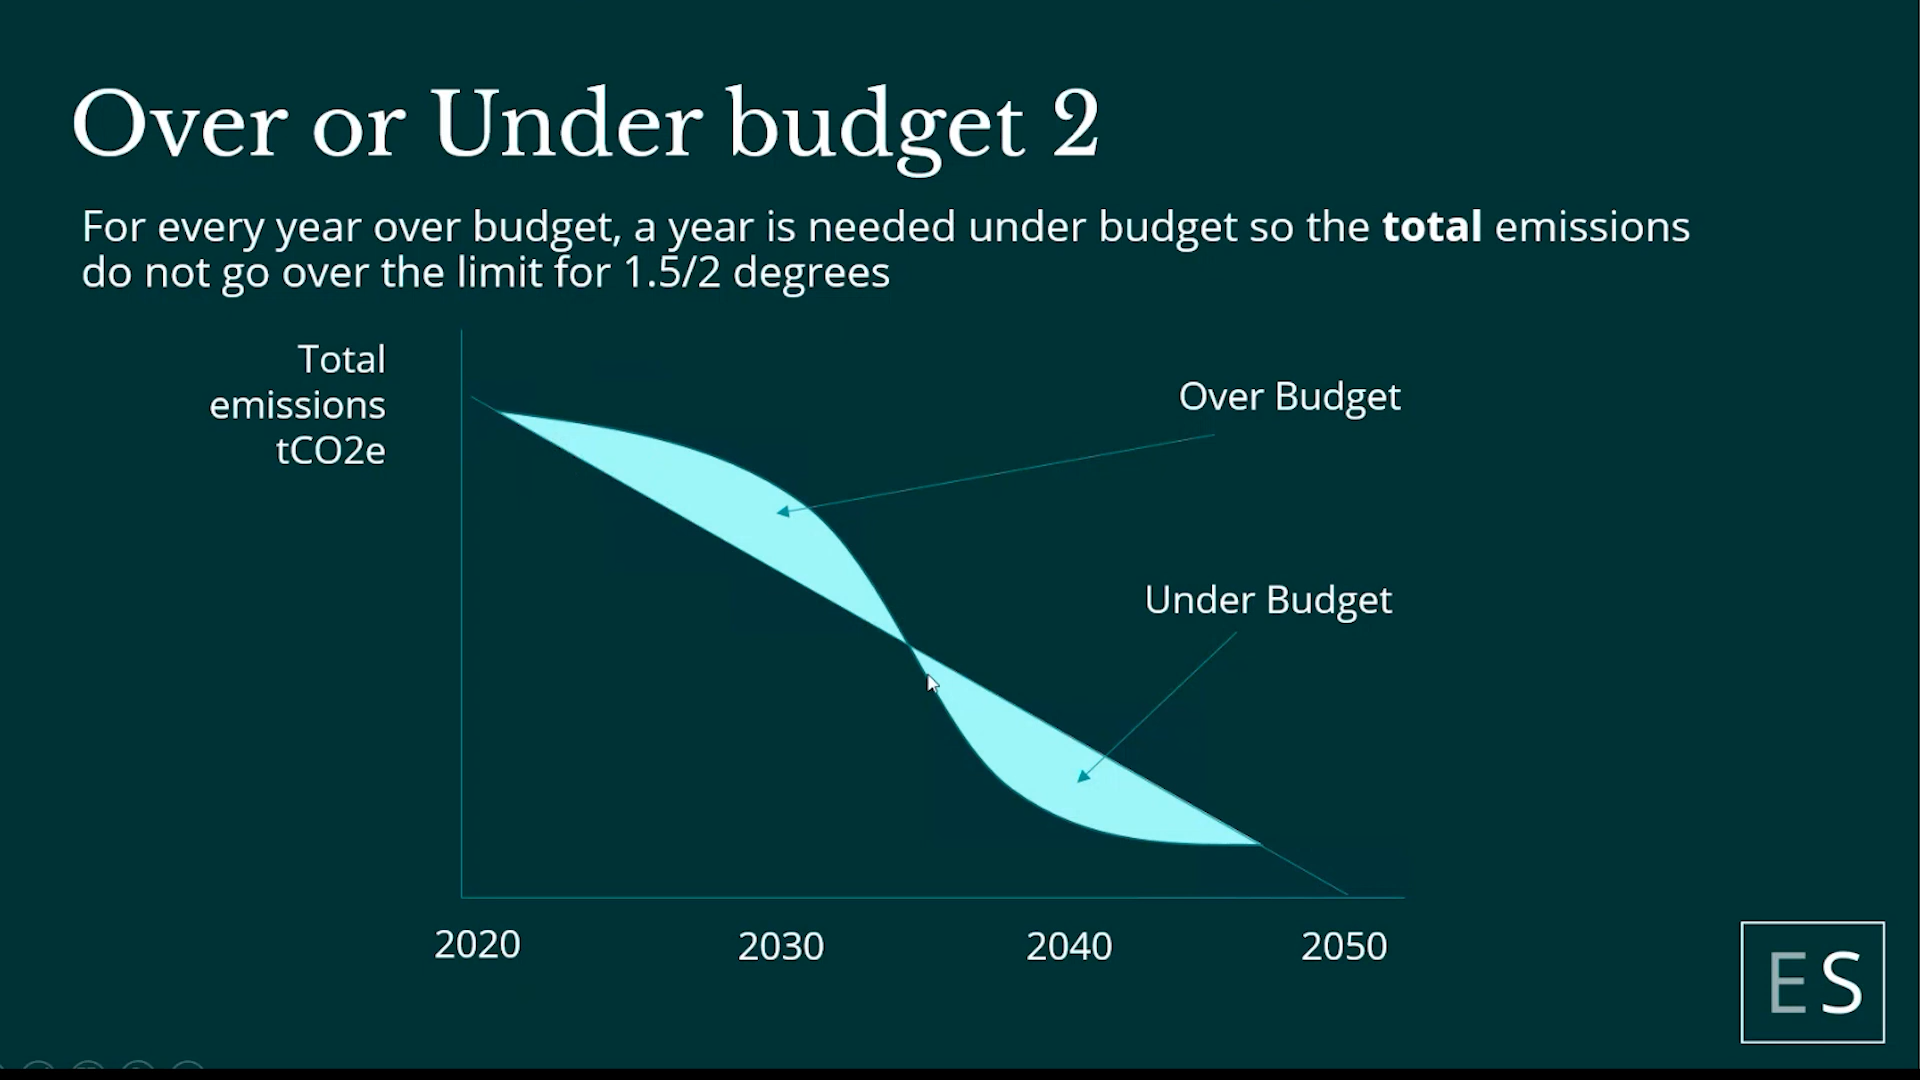 Over or Under budget 2
For every year over budget, a year is needed under budget so the total emissions
do not go over the limit for 1.5/2 degrees
Total
emissions
tCO2e
Over Budget
Under Budget
2020
2030
2040
2050
ES